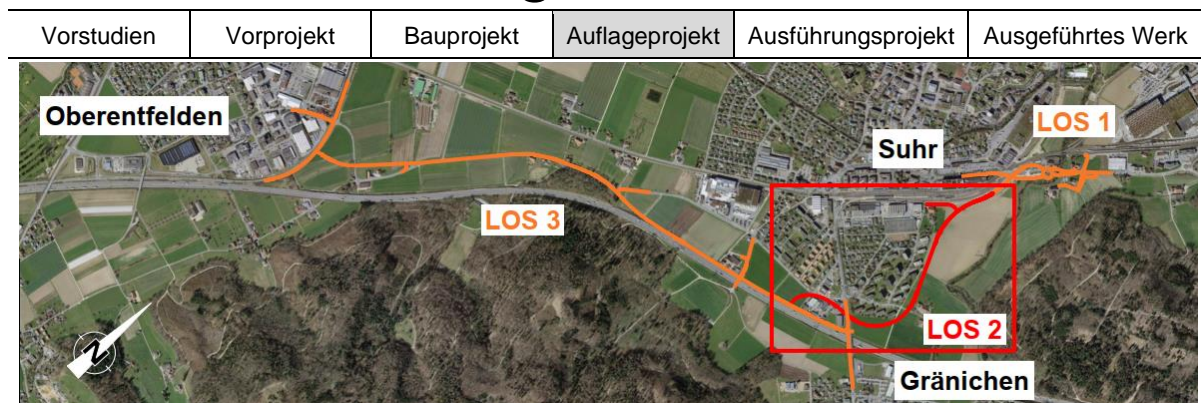 Vorstudien Vorprojekt Bauprojekt Auflageprojekt Ausführungsprojekt Ausgeführtes Werk
Oberentfelden
LOS 1
Suhr
LOS 3
LOS 2
N
Gränichen